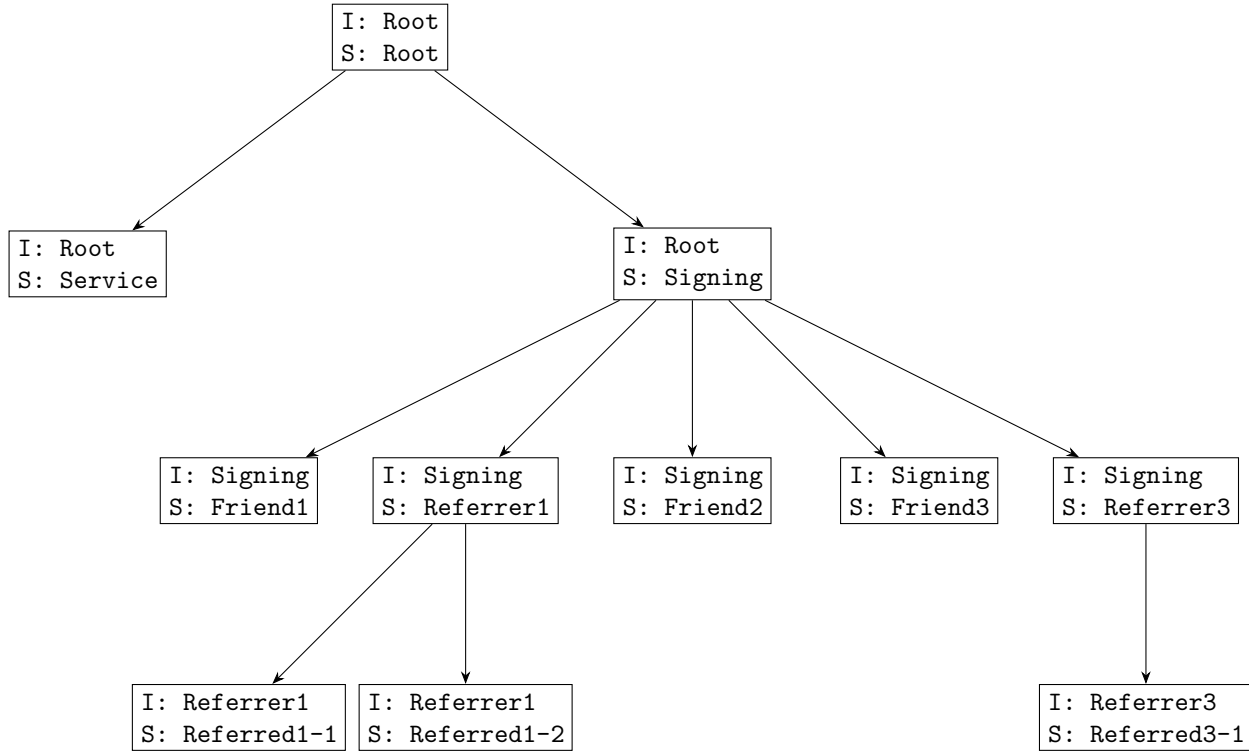 I: Root
S: Root
I: Root
S: Service
I: Root
S: Signing
I: Signing
S: Friend1
I: Signing
S: Referrer1
I: Signing
S: Friend2
I: Signing
S: Friend3
I: Signing
S: Referrer3
I: Referrer1
S: Referred1-1
I: Referrer1
S: Referred1-2
I: Referrer3
S: Referred3-1